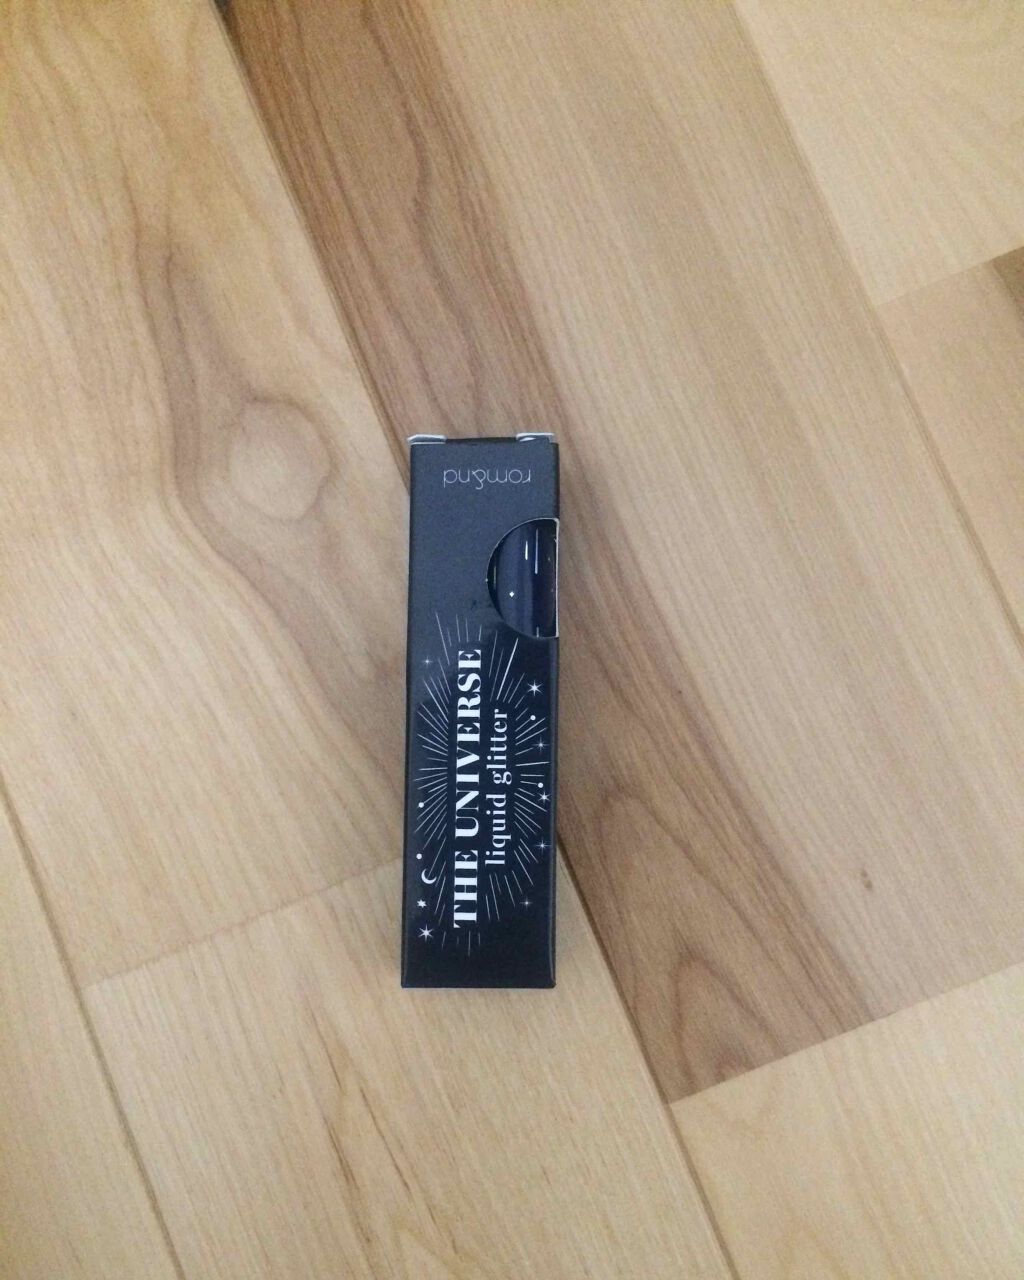 rom&nd
THE UNIVERSE
liquid glitter